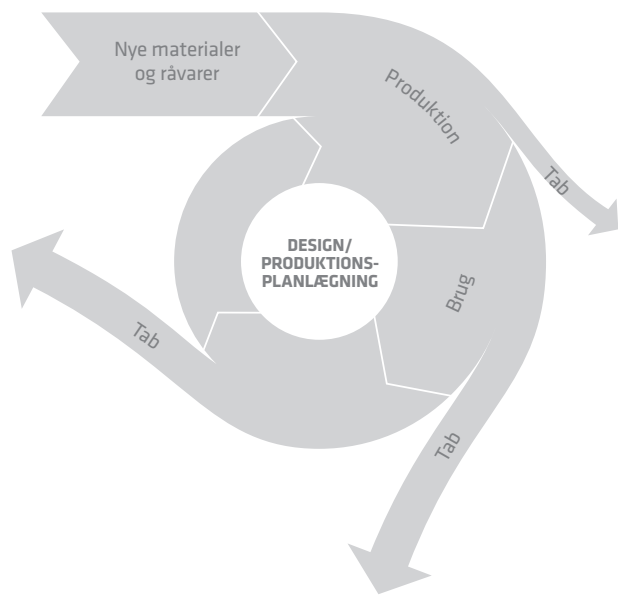 Nye materialer
og råvarer
Produktion
Tab
DESIGN/
PRODUKTIONS-
PLANLÆGNING
Brug
Tab
Tab